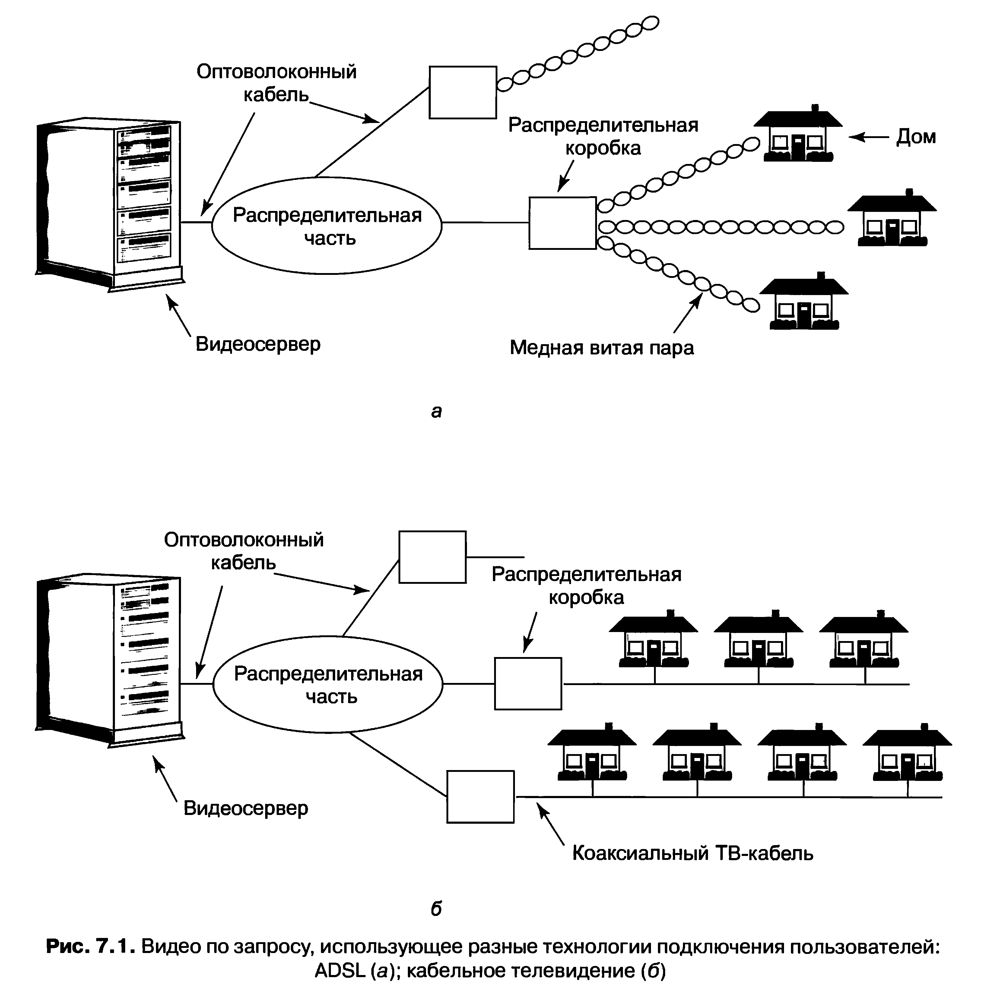 Оптоволоконный
кабель
Распределительная
коробка
Дом
Распределительная
часть
Видеосервер
Медная витая пара
а
Оптоволоконный
кабель
Распределительная
коробка
Распределительная
часть
Видеосервер
Коаксиальный ТВ-кабель
б
Рис. 7.1. Видео по запросу, использующее разные технологии подключения пользователей:
ADSL (а); кабельное телевидение (б)